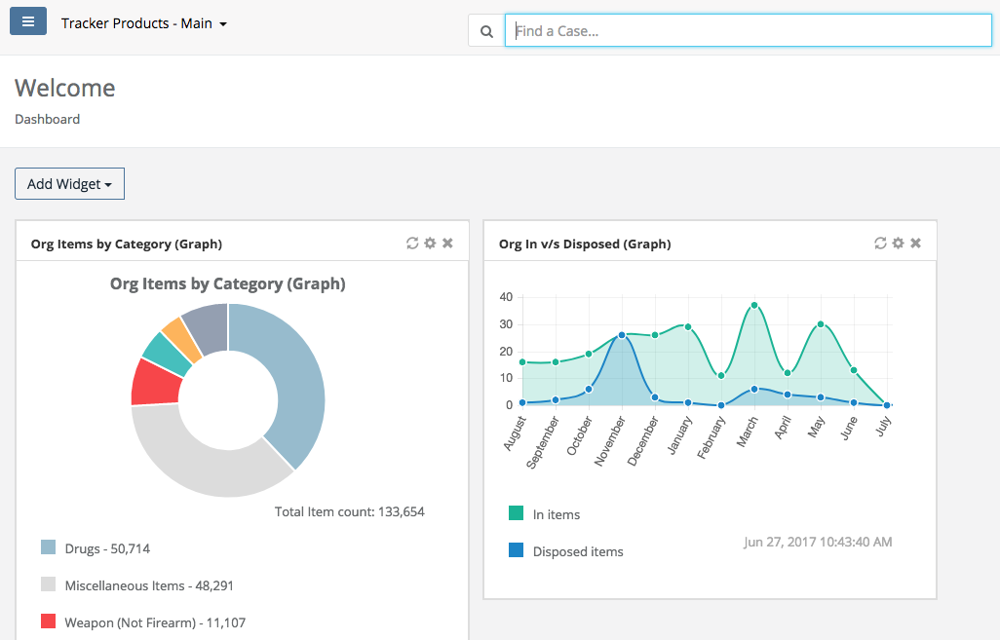 Tracker Products - Main
Find a Case...
Welcome
Dashboard
Add Widget
Org Items by Category (Graph)
Org Items by Category (Graph)
Total Item count: 133,654
Drugs - 50,714
Miscellaneous Items - 48,291
Weapon (Not Firearm) - 11,107
Org In v/s Disposed (Graph)
40
30
20
10
0
August
September
October
November
December
January
February
March
April
May
June
July
In items
Disposed items
Jun 27, 2017 10:43:40 AM